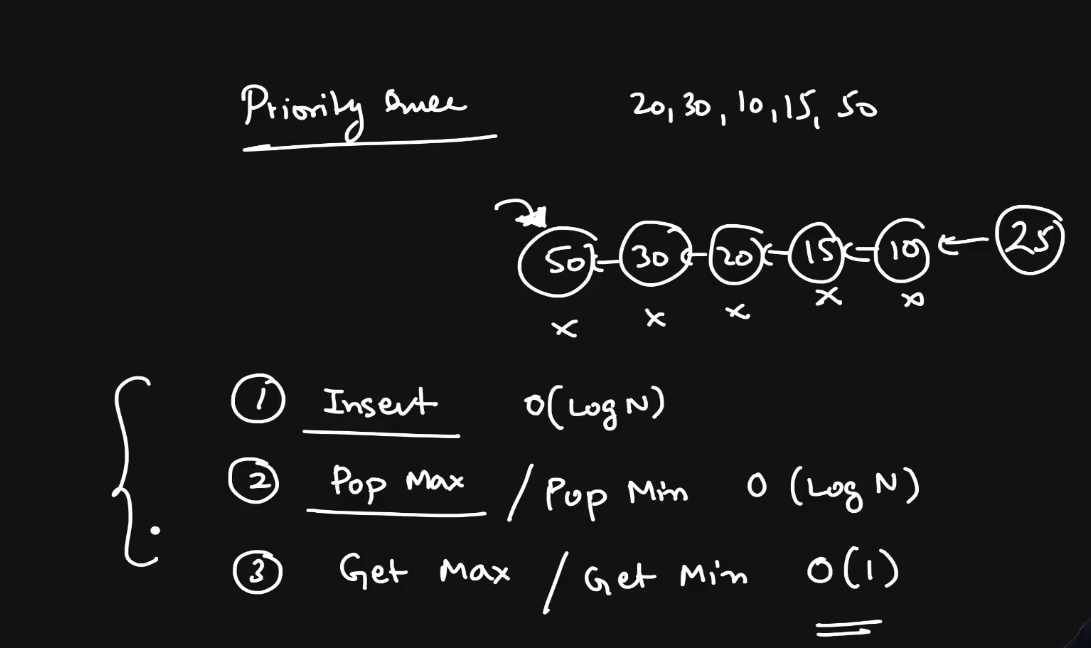 Priority Queue 20, 30, 10, 15, 50
50 30 20 15 10 25
x x x x x
1 Insert O(Log N)
2 Pop Max / Pop Min O (Log N)
3 Get Max / Get Min O(1)